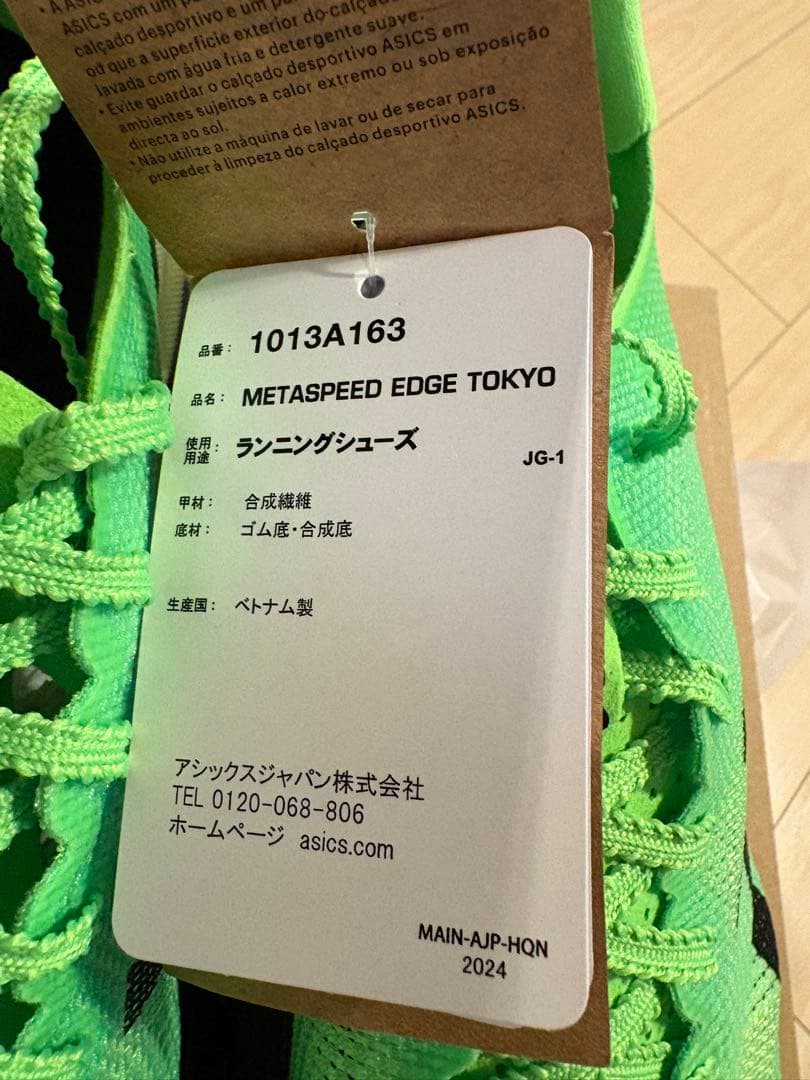 ASICS com um
calçado desportivo e um
ou que a superfície exterior do calçado
lavada com água fria e detergente suave.
• Evite guardar o calçado desportivo ASICS em
ambientes sujeitos a calor extremo ou sob exposição
directa ao sol.
• Não utilize a máquina de lavar ou de secar para
proceder à limpeza do calçado desportivo ASICS.
品番： 1013A163
品名： METASPEED EDGE TOKYO
使用用途： ランニングシューズ
JG-1
甲材： 合成繊維
底材： ゴム底・合成底
生産国： ベトナム製
アシックスジャパン株式会社
TEL 0120-068-806
ホームページ asics.com
MAIN-AJP-HQN
2024